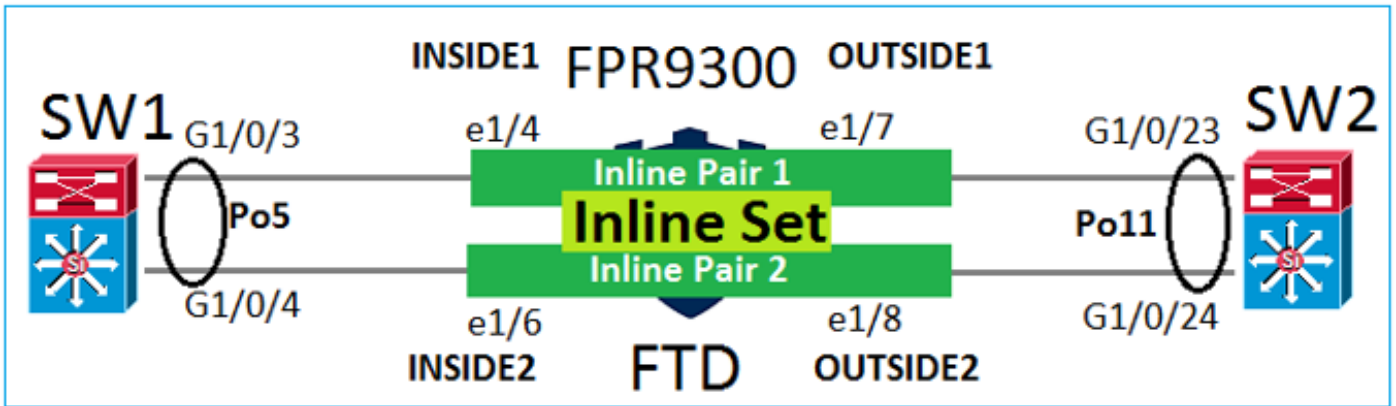 INSIDE1 FPR9300 OUTSIDE1
SW1 G1/0/3 e1/4 e1/7 G1/0/23 SW2
Inline Pair 1
Si Po5 Inline Set Po11 Si
Inline Pair 2
G1/0/4 e1/6 e1/8 G1/0/24
INSIDE2 FTD OUTSIDE2